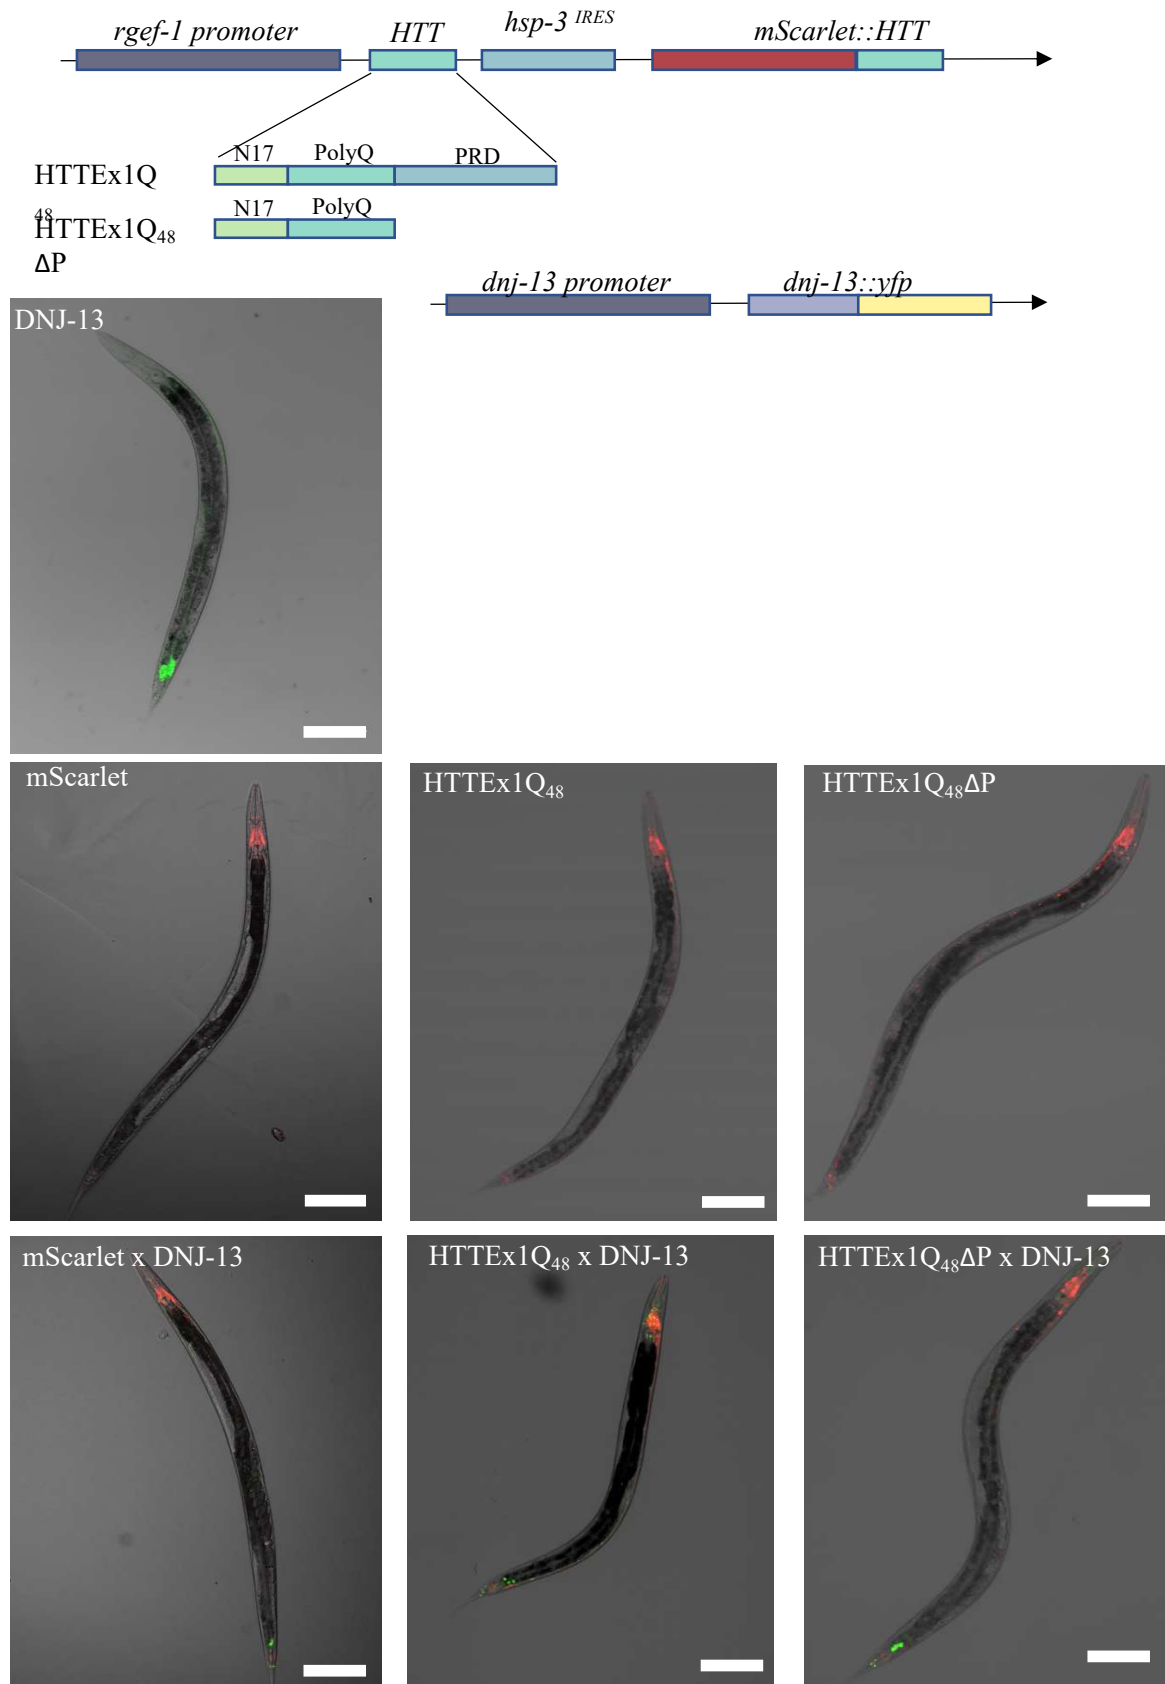 rgef-1 promoter HTT hsp-3 IRES mScarlet::HTT
N17 PolyQ PRD
HTTEx1Q
48
N17 PolyQ
HTTEx1Q48
ΔP
dnj-13 promoter dnj-13::yfp
DNJ-13
mScarlet
HTTEx1Q48
HTTEx1Q48ΔP
mScarlet x DNJ-13
HTTEx1Q48 x DNJ-13
HTTEx1Q48ΔP x DNJ-13